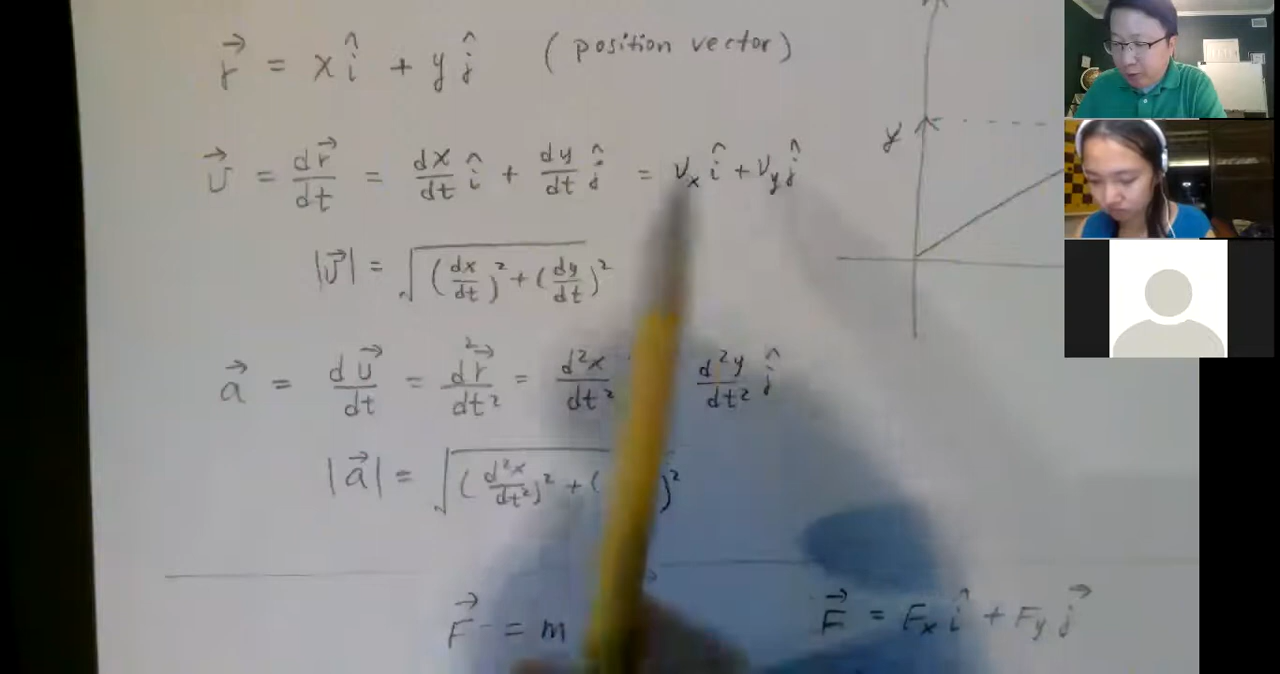 r⃗ = x î + y ĵ (position vector)
y
v⃗ = dr⃗/dt = dx/dt î + dy/dt ĵ = Vx î + Vy ĵ
|v⃗| = √((dx/dt)² + (dy/dt)²)
a⃗ = dv⃗/dt = d²r⃗/dt² = d²x/dt² d²y/dt² ĵ
|a⃗| = √((d²x/dt²)² + ( )²
F⃗ = m
F⃗ = Fx î + Fy j⃗